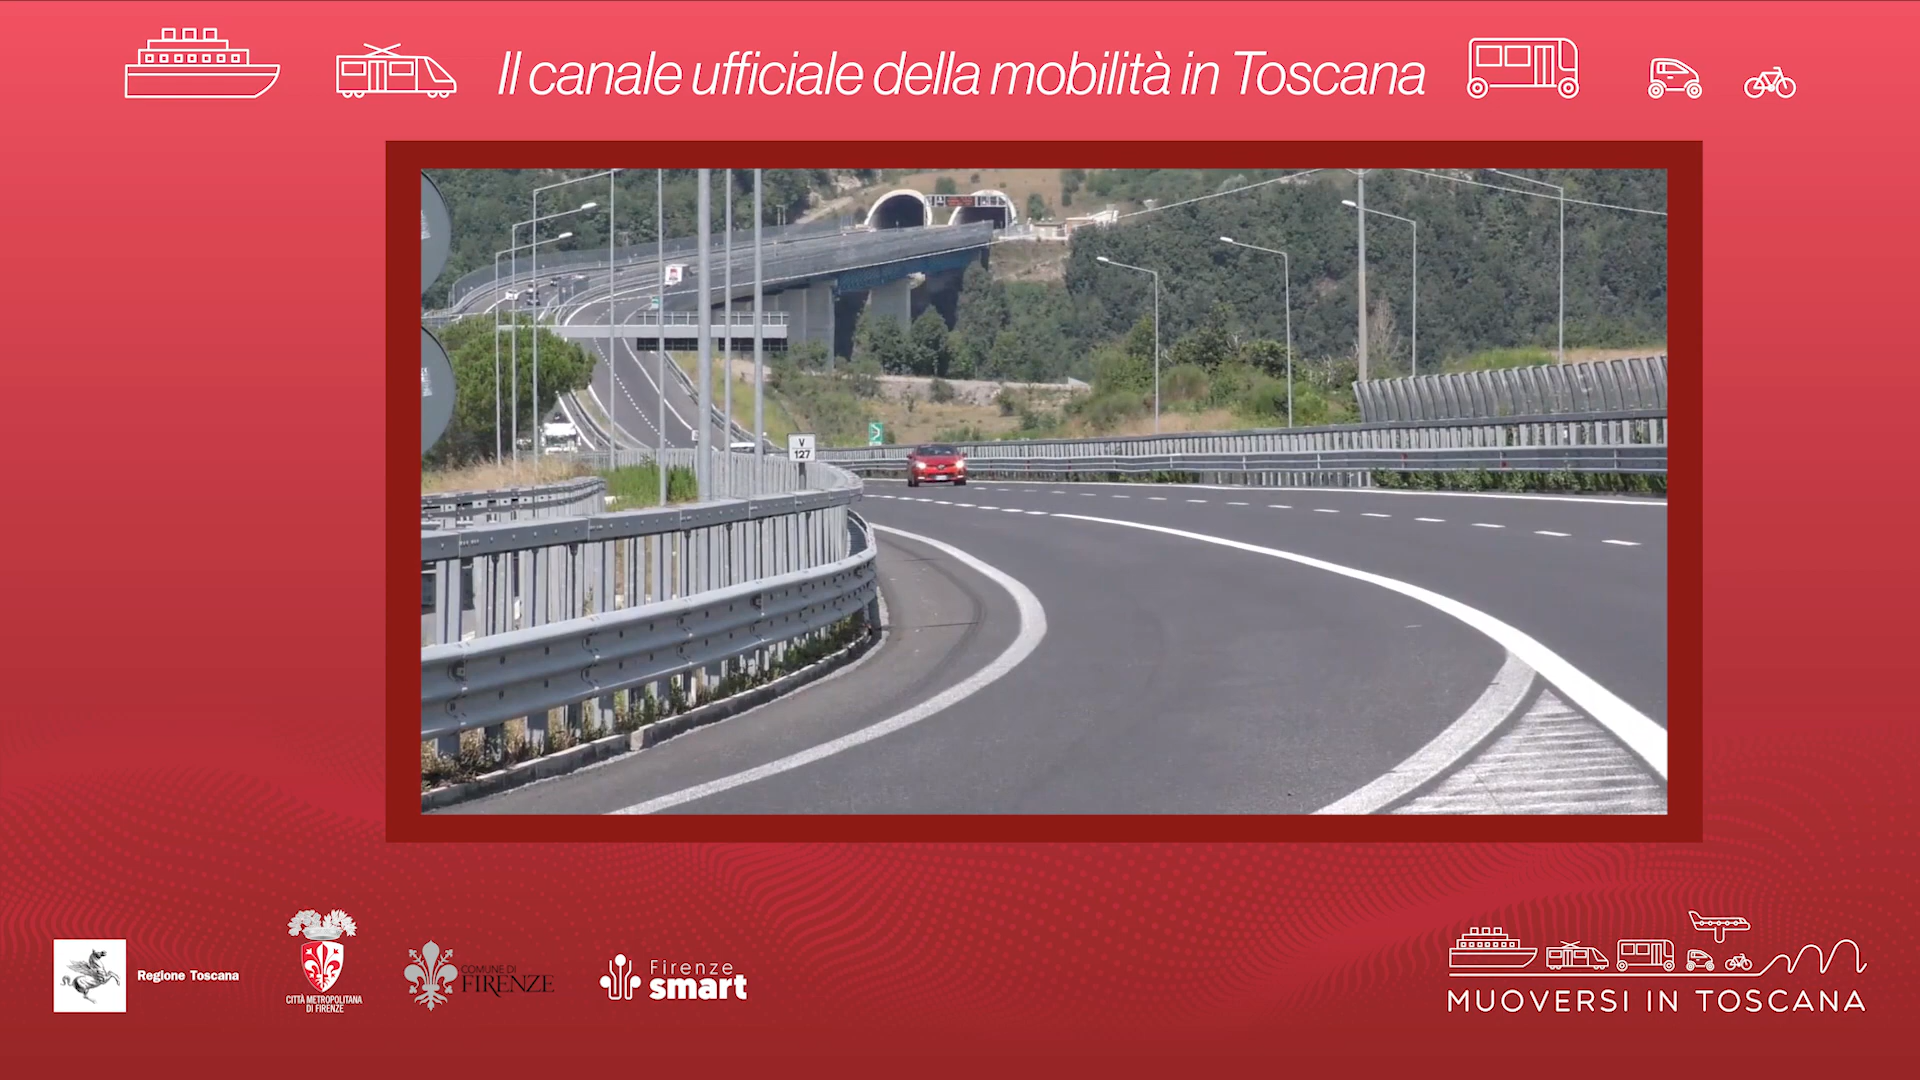 Il canale ufficiale della mobilità in Toscana
V
127
Regione Toscana
CITTÀ METROPOLITANA
DI FIRENZE
COMUNE DI
FIRENZE
Firenze
smart
MUOVERSI IN TOSCANA